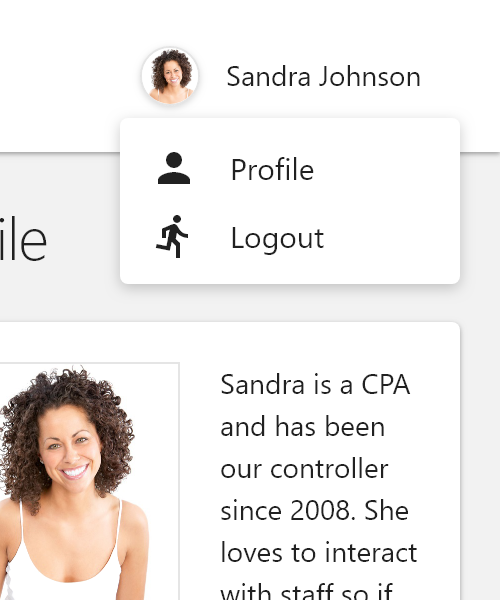 Sandra Johnson
Profile
Logout
ile
Sandra is a CPA
and has been
our controller
since 2008. She
loves to interact
with staff so if